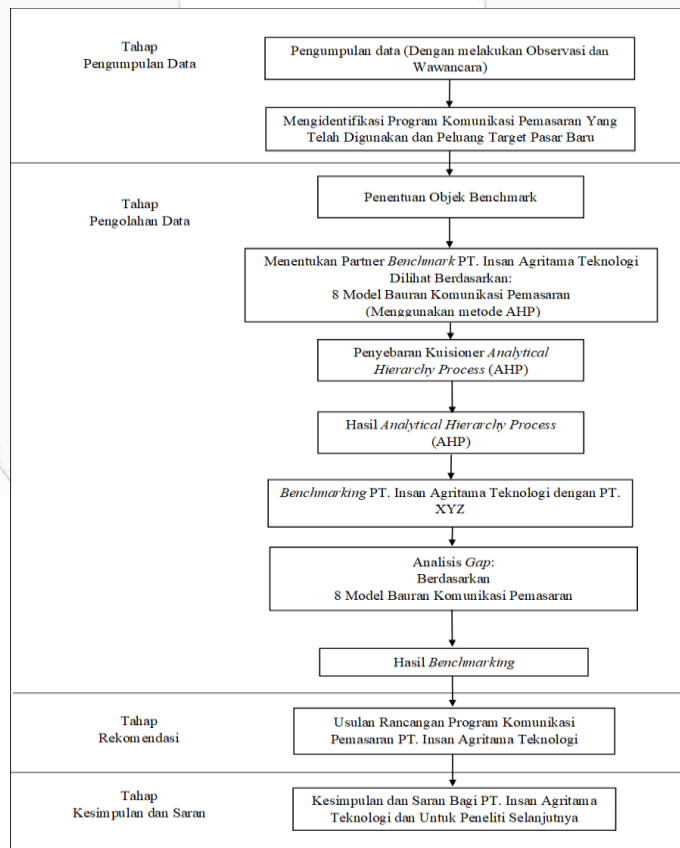 Tahap
Pengumpulan Data
Pengumpulan data (Dengan melakukan Observasi dan
Wawancara)
Mengidentifikasi Program Komunikasi Pemasaran Yang
Telah Digunakan dan Peluang Target Pasar Baru
Tahap
Pengolahan Data
Penentuan Objek Benchmark
Menentukan Partner Benchmark PT. Insan Agritama Teknologi
Dilihat Berdasarkan:
8 Model Bauran Komunikasi Pemasaran
(Menggunakan metode AHP)
Penyebaran Kuisioner Analytical
Hierarchy Process (AHP)
Hasil Analytical Hierarchy Process
(AHP)
Benchmarking PT. Insan Agritama Teknologi dengan PT.
XYZ
Analisis Gap:
Berdasarkan
8 Model Bauran Komunikasi Pemasaran
Hasil Benchmarking
Tahap
Rekomendasi
Usulan Rancangan Program Komunikasi
Pemasaran PT. Insan Agritama Teknologi
Tahap
Kesimpulan dan Saran
Kesimpulan dan Saran Bagi PT. Insan Agritama
Teknologi dan Untuk Peneliti Selanjutnya